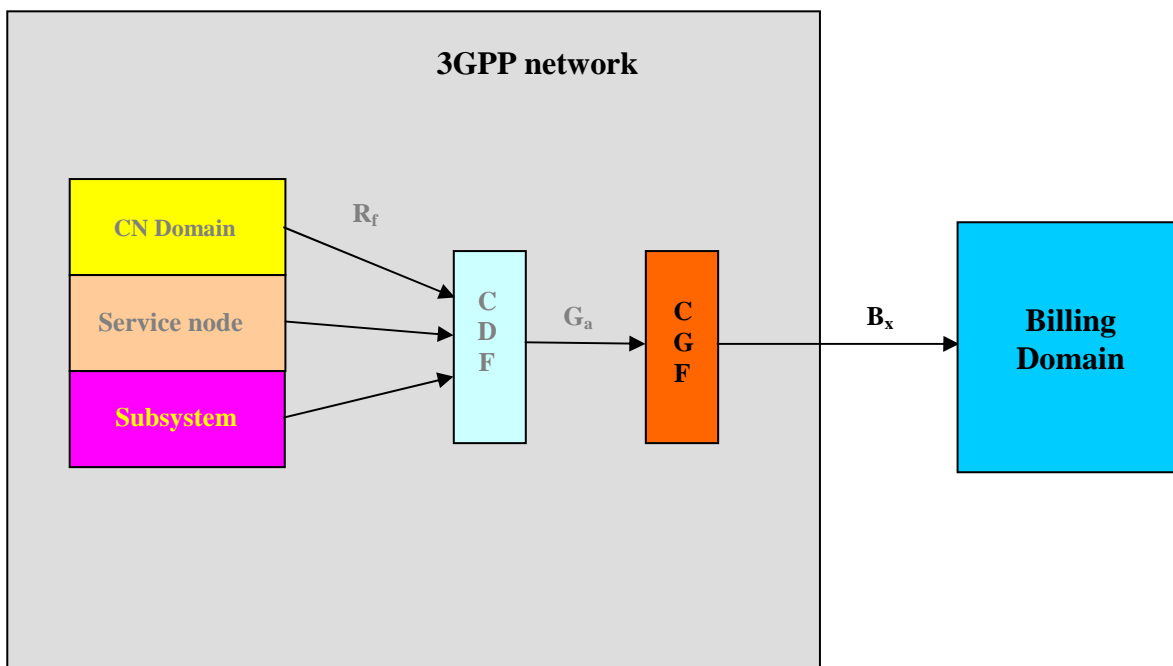 3GPP network
CN Domain
Service node
Subsystem
Rf
C
D
F
Ga
C
G
F
Bx
Billing
Domain